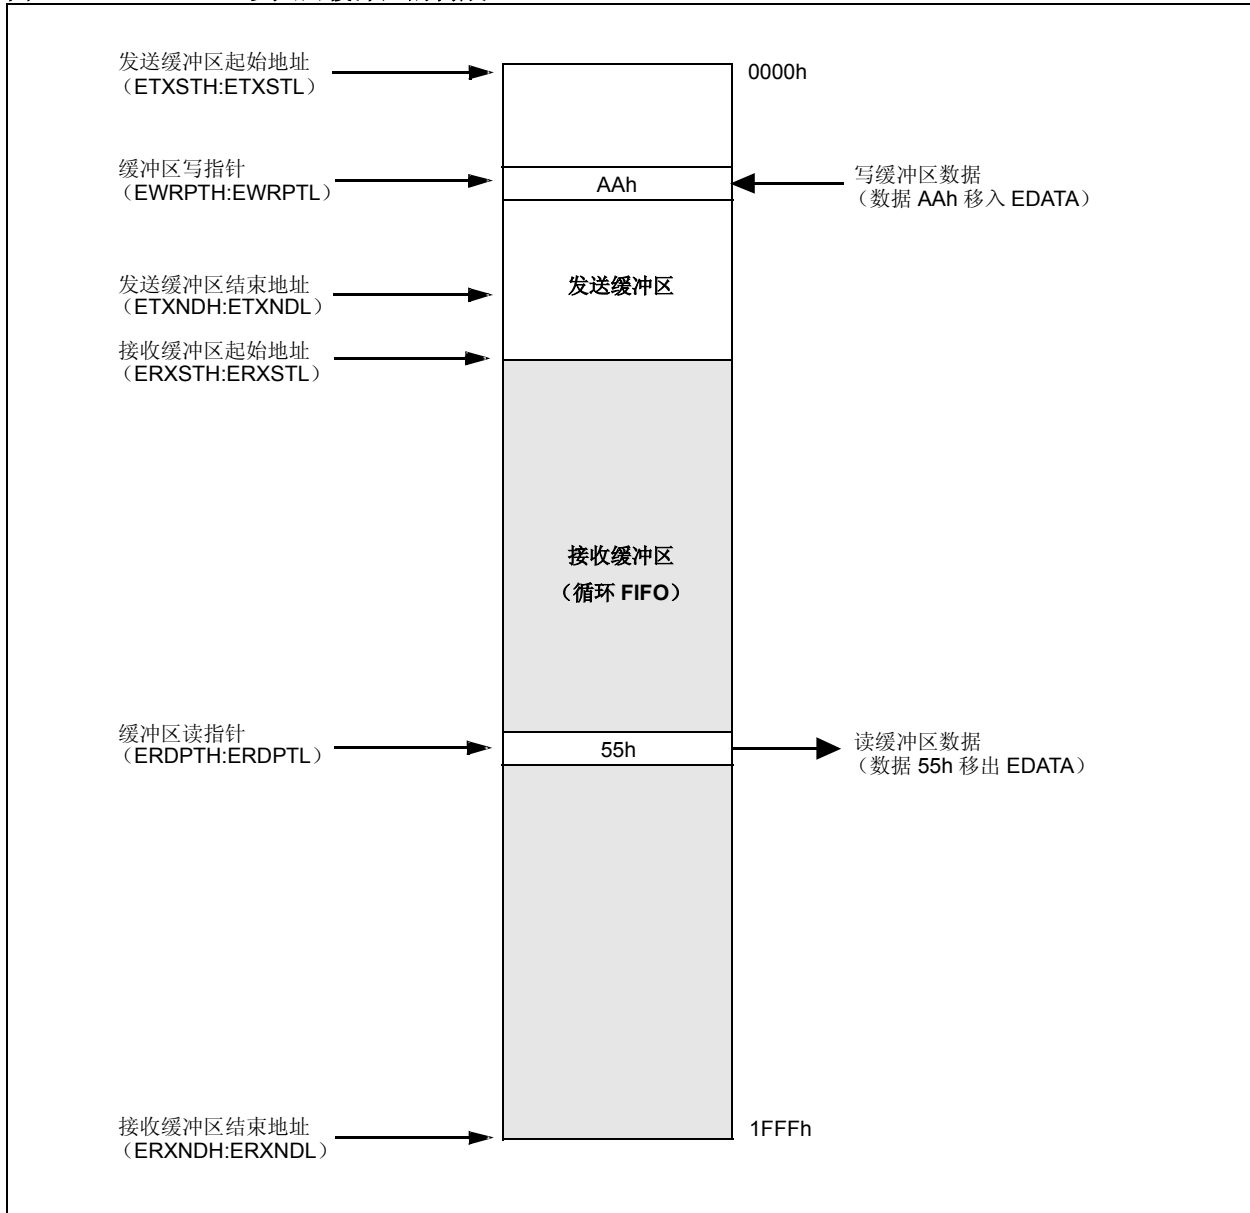 发送缓冲区起始地址
（ETXSTH:ETXSTL）
0000h
缓冲区写指针
（EWRPTH:EWRPTL）
AAh
写缓冲区数据
（数据 AAh 移入 EDATA）
发送缓冲区结束地址
（ETXNDH:ETXNDL）
发送缓冲区
接收缓冲区起始地址
（ERXSTH:ERXSTL）
接收缓冲区
（循环 FIFO）
缓冲区读指针
（ERDPTH:ERDPTL）
55h
读缓冲区数据
（数据 55h 移出 EDATA）
接收缓冲区结束地址
（ERXNDH:ERXNDL）
1FFFh